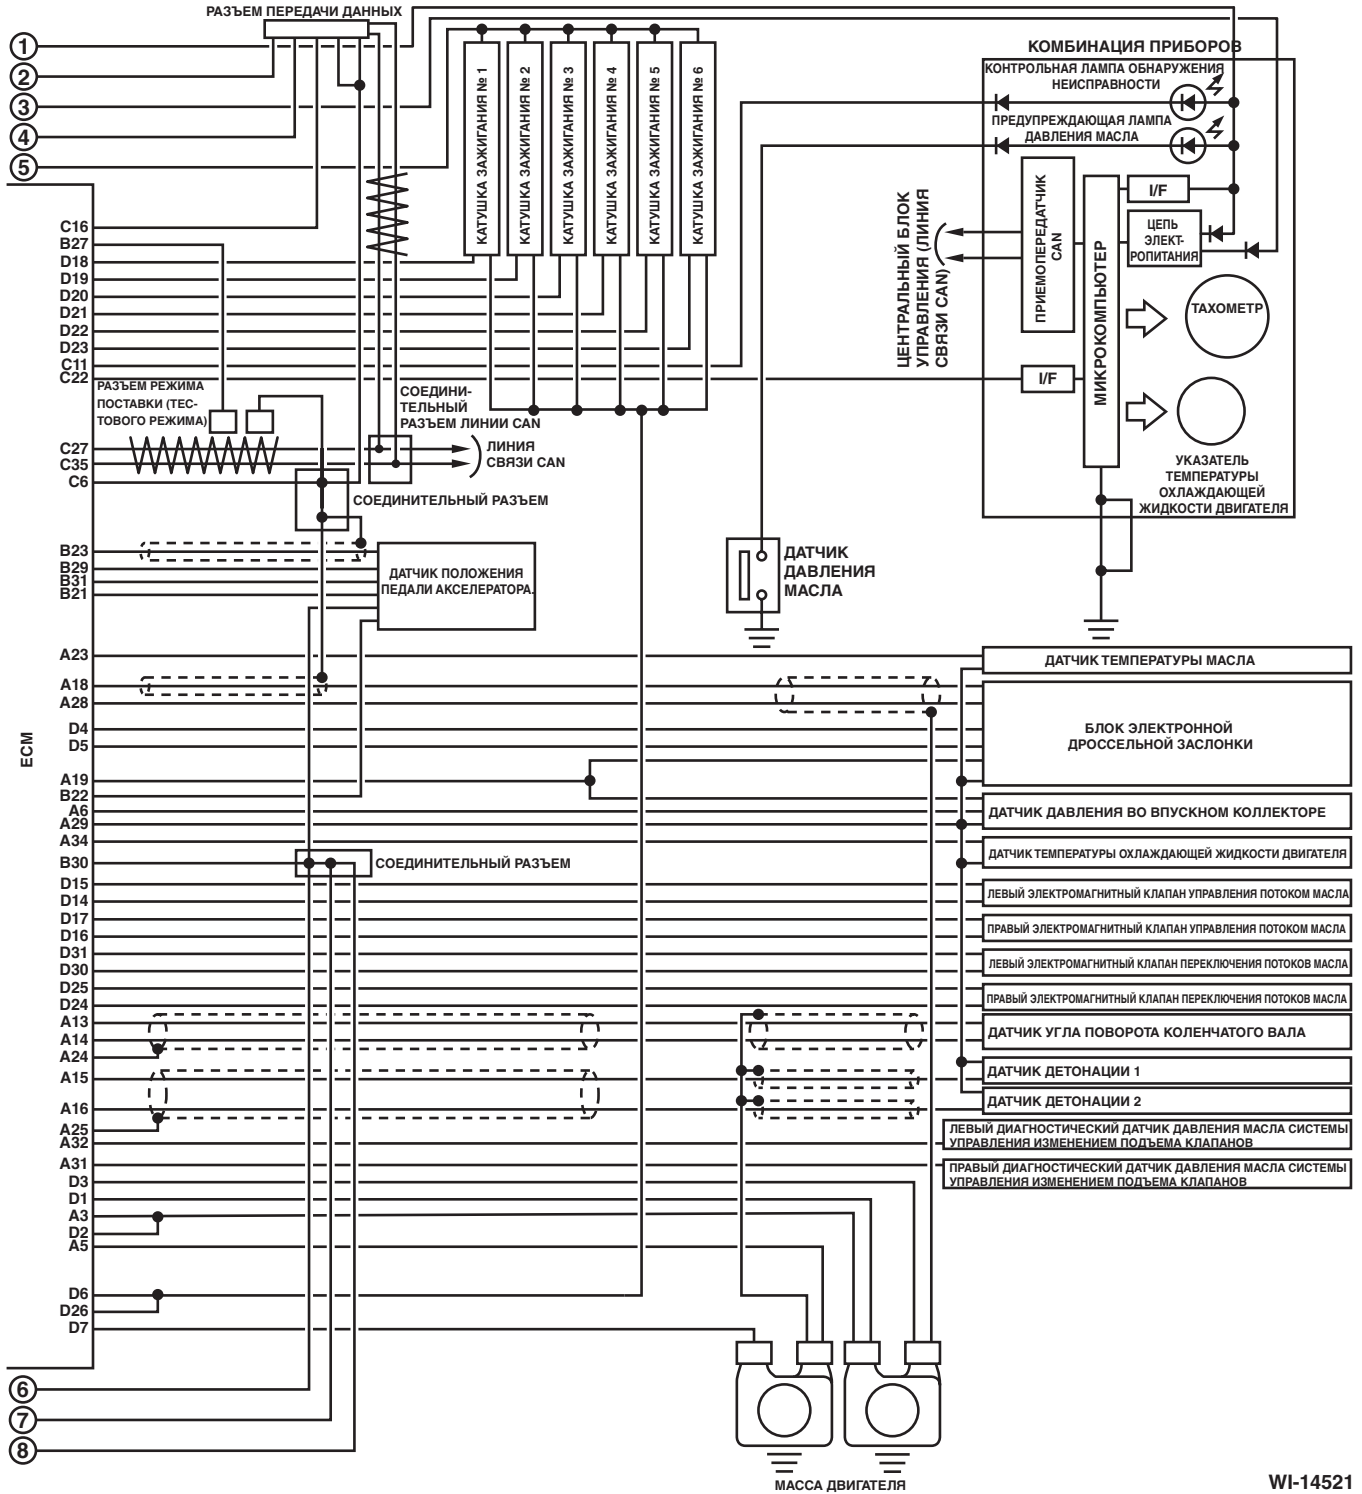 РАЗЪЕМ ПЕРЕДАЧИ ДАННЫХ
1
2
3
4
5
КАТУШКА ЗАЖИГАНИЯ № 1
КАТУШКА ЗАЖИГАНИЯ № 2
КАТУШКА ЗАЖИГАНИЯ № 3
КАТУШКА ЗАЖИГАНИЯ № 4
КАТУШКА ЗАЖИГАНИЯ № 5
КАТУШКА ЗАЖИГАНИЯ № 6
КОМБИНАЦИЯ ПРИБОРОВ
КОНТРОЛЬНАЯ ЛАМПА ОБНАРУЖЕНИЯ
НЕИСПРАВНОСТИ
ПРЕДУПРЕЖДАЮЩАЯ ЛАМПА
ДАВЛЕНИЯ МАСЛА
ЦЕНТРАЛЬНЫЙ БЛОК
УПРАВЛЕНИЯ (ЛИНИЯ
СВЯЗИ CAN)
ПРИЕМОПЕРЕДАТЧИК
CAN
МИКРОКОМПЬЮТЕР
I/F
ЦЕПЬ
ЭЛЕКТ-
РОПИТАНИЯ
ТАХОМЕТР
I/F
УКАЗАТЕЛЬ
ТЕМПЕРАТУРЫ
ОХЛАЖДАЮЩЕЙ
ЖИДКОСТИ ДВИГАТЕЛЯ
C16
B27
D18
D19
D20
D21
D22
D23
C11
C22
РАЗЪЕМ РЕЖИМА
ПОСТАВКИ (ТЕС-
ТОВОГО РЕЖИМА)
СОЕДИНИ-
ТЕЛЬНЫЙ
РАЗЪЕМ ЛИНИИ CAN
C27
C35
C6
ЛИНИЯ
СВЯЗИ CAN
СОЕДИНИТЕЛЬНЫЙ РАЗЪЕМ
B23
B29
B31
B21
ДАТЧИК ПОЛОЖЕНИЯ
ПЕДАЛИ АКСЕЛЕРАТОРА.
ДАТЧИК
ДАВЛЕНИЯ
МАСЛА
ECM
A23
A18
A28
D4
D5
A19
B22
A6
A29
A34
B30
СОЕДИНИТЕЛЬНЫЙ РАЗЪЕМ
D15
D14
D17
D16
D31
D30
D25
D24
A13
A14
A24
A15
A16
A25
A32
A31
D3
D1
A3
D2
A5
D6
D26
D7
ДАТЧИК ТЕМПЕРАТУРЫ МАСЛА
БЛОК ЭЛЕКТРОННОЙ
ДРОССЕЛЬНОЙ ЗАСЛОНКИ
ДАТЧИК ДАВЛЕНИЯ ВО ВПУСКНОМ КОЛЛЕКТОРЕ
ДАТЧИК ТЕМПЕРАТУРЫ ОХЛАЖДАЮЩЕЙ ЖИДКОСТИ ДВИГАТЕЛЯ
ЛЕВЫЙ ЭЛЕКТРОМАГНИТНЫЙ КЛАПАН УПРАВЛЕНИЯ ПОТОКОМ МАСЛА
ПРАВЫЙ ЭЛЕКТРОМАГНИТНЫЙ КЛАПАН УПРАВЛЕНИЯ ПОТОКОМ МАСЛА
ЛЕВЫЙ ЭЛЕКТРОМАГНИТНЫЙ КЛАПАН ПЕРЕКЛЮЧЕНИЯ ПОТОКОВ МАСЛА
ПРАВЫЙ ЭЛЕКТРОМАГНИТНЫЙ КЛАПАН ПЕРЕКЛЮЧЕНИЯ ПОТОКОВ МАСЛА
ДАТЧИК УГЛА ПОВОРОТА КОЛЕНЧАТОГО ВАЛА
ДАТЧИК ДЕТОНАЦИИ 1
ДАТЧИК ДЕТОНАЦИИ 2
ЛЕВЫЙ ДИАГНОСТИЧЕСКИЙ ДАТЧИК ДАВЛЕНИЯ МАСЛА СИСТЕМЫ
УПРАВЛЕНИЯ ИЗМЕНЕНИЕМ ПОДЪЕМА КЛАПАНОВ
ПРАВЫЙ ДИАГНОСТИЧЕСКИЙ ДАТЧИК ДАВЛЕНИЯ МАСЛА СИСТЕМЫ
УПРАВЛЕНИЯ ИЗМЕНЕНИЕМ ПОДЪЕМА КЛАПАНОВ
6
7
8
МАССА ДВИГАТЕЛЯ
WI-14521